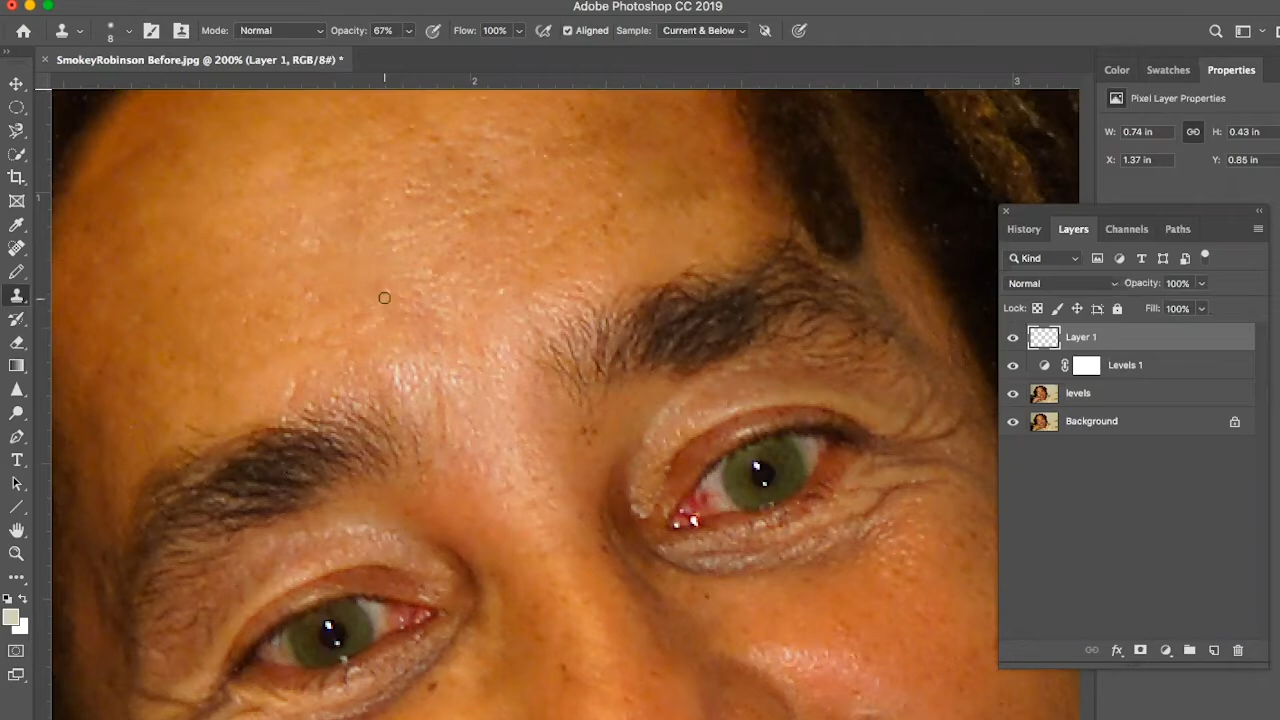 Adobe Photoshop CC 2019
8 Mode: Normal Opacity: 67% Flow: 100% Aligned Sample: Current & Below
SmokeyRobinson Before.jpg @ 200% (Layer 1, RGB/8#) *
2 3
1
Color Swatches Properties
Pixel Layer Properties
W: 0.74 in H: 0.43 in
X: 1.37 in Y: 0.85 in
History Layers Channels Paths
Kind
Normal Opacity: 100%
Lock: Fill: 100%
Layer 1
Levels 1
levels
Background